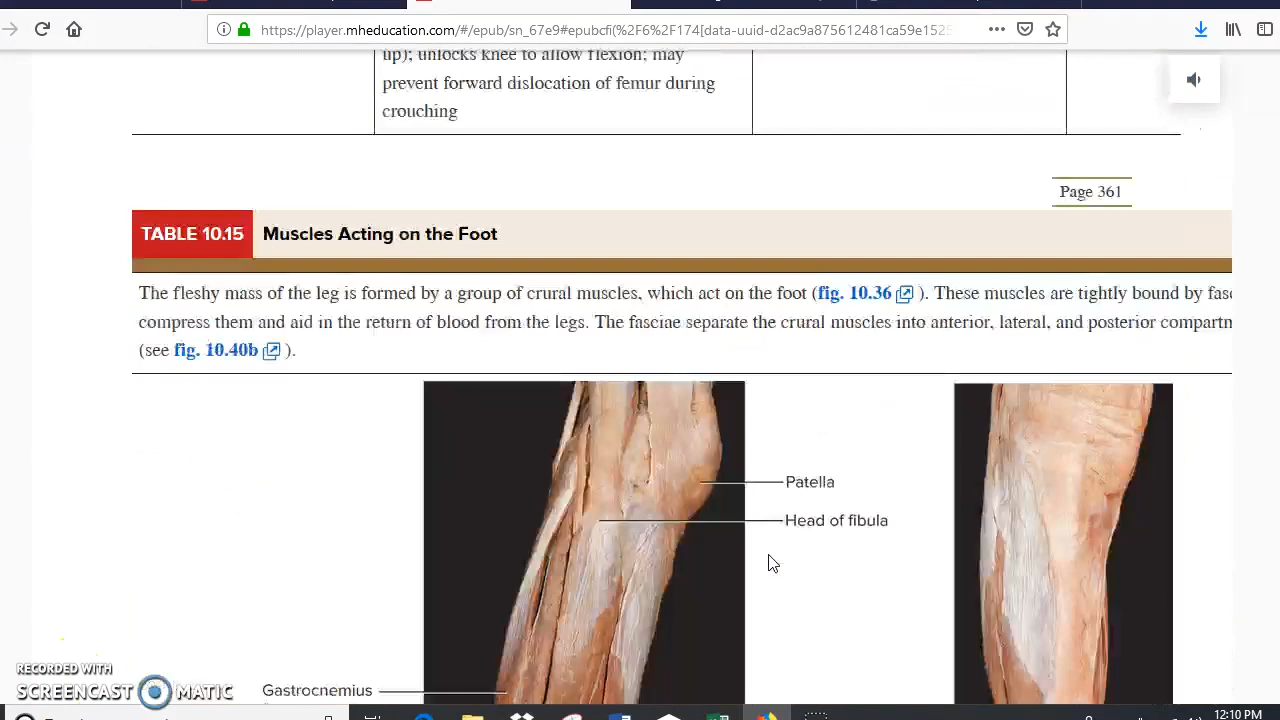 https://player.mheducation.com/#/epub/sn_67e9#epubcfi(%2F6%2F174[data-uuid-d2ac9a875612481ca59e1525
up); unlocks knee to allow flexion; may
prevent forward dislocation of femur during
crouching
Page 361
TABLE 10.15 Muscles Acting on the Foot
The fleshy mass of the leg is formed by a group of crural muscles, which act on the foot (fig. 10.36 ). These muscles are tightly bound by fasc
compress them and aid in the return of blood from the legs. The fasciae separate the crural muscles into anterior, lateral, and posterior compartn
(see fig. 10.40b ).
Patella
Head of fibula
Gastrocnemius
RECORDED WITH
SCREENCAST MATIC
12:10 PM